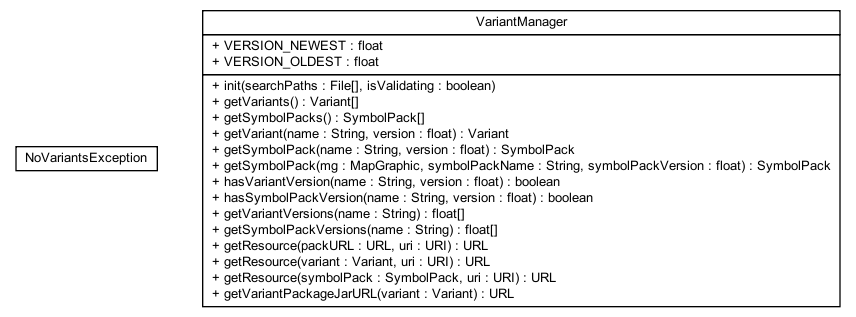 VariantManager
+ VERSION_NEWEST : float
+ VERSION_OLDEST : float
+ init(searchPaths : File[], isValidating : boolean)
+ getVariants() : Variant[]
+ getSymbolPacks() : SymbolPack[]
+ getVariant(name : String, version : float) : Variant
+ getSymbolPack(name : String, version : float) : SymbolPack
+ getSymbolPack(mg : MapGraphic, symbolPackName : String, symbolPackVersion : float) : SymbolPack
+ hasVariantVersion(name : String, version : float) : boolean
+ hasSymbolPackVersion(name : String, version : float) : boolean
+ getVariantVersions(name : String) : float[]
+ getSymbolPackVersions(name : String) : float[]
+ getResource(packURL : URL, uri : URI) : URL
+ getResource(variant : Variant, uri : URI) : URL
+ getResource(symbolPack : SymbolPack, uri : URI) : URL
+ getVariantPackageJarURL(variant : Variant) : URL
NoVariantsException